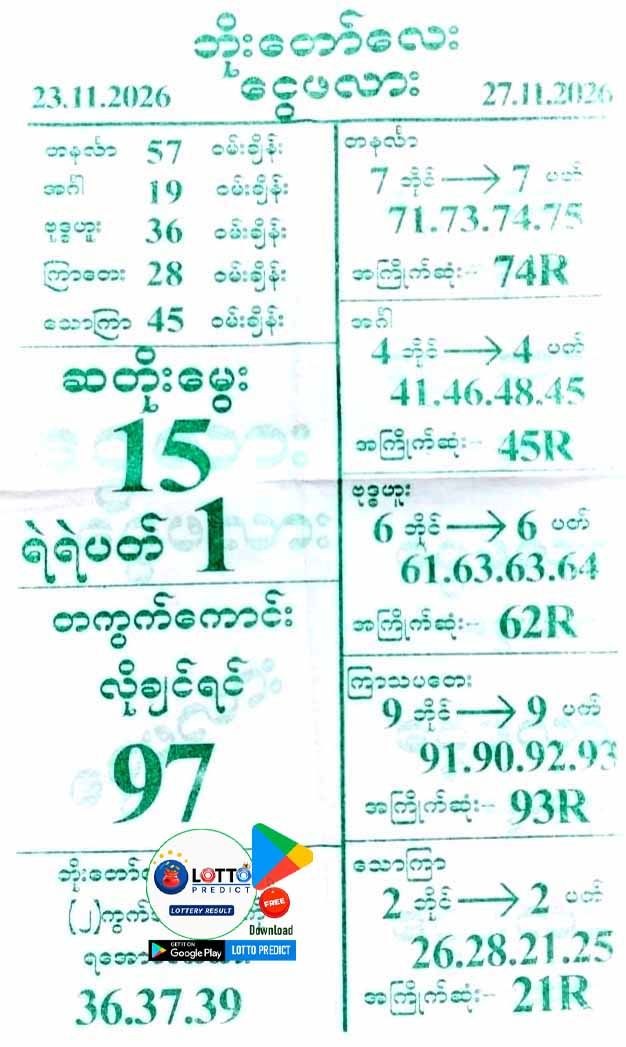 ဘိုးတော်လေး
ငွေဖလား
23.11.2026
27.11.2026
တနင်္လာ 57 ဝမ်းချိန်း
အင်္ဂါ 19 ဝမ်းချိန်း
ဗုဒ္ဓဟူး 36 ဝမ်းချိန်း
ကြာတေး 28 ဝမ်းချိန်း
သောကြာ 45 ဝမ်းချိန်း
ဆတိုးမွေး
15
ရဲရဲပတ် 1
တကွက်ကောင်း
လိုချင်ရင်
97
ဘိုးတော်
(၂)ကွက်
36.37.39
တနင်္လာ
7 ဘိုင် → 7 ပတ်
71.73.74.75
အကြိုက်ဆုံး-- 74R
အင်္ဂါ
4 ဘိုင် → 4 ပတ်
41.46.48.45
အကြိုက်ဆုံး-- 45R
ဗုဒ္ဓဟူး
6 ဘိုင် → 6 ပတ်
61.63.63.64
အကြိုက်ဆုံး-- 62R
ကြာသပတေး
9 ဘိုင် → 9 ပတ်
91.90.92.93
အကြိုက်ဆုံး-- 93R
သောကြာ
2 ဘိုင် → 2 ပတ်
26.28.21.25
အကြိုက်ဆုံး-- 21R
LOTTO
PREDICT
LOTTERY RESULT
FREE
Download
GET IT ON
Google Play
LOTTO PREDICT